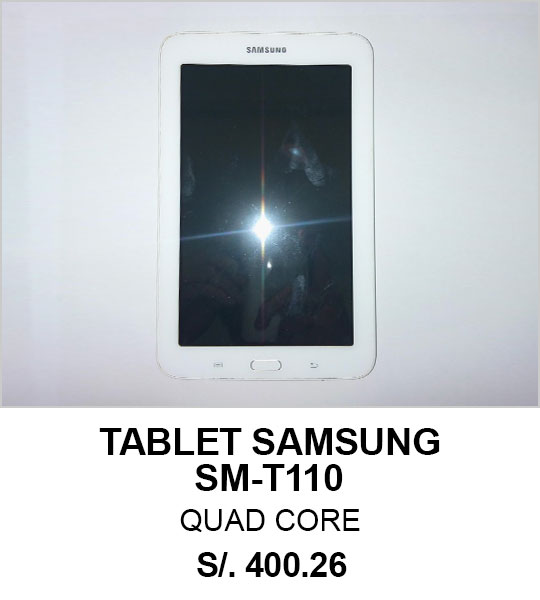 SAMSUNG
TABLET SAMSUNG
SM-T110
QUAD CORE
S/. 400.26